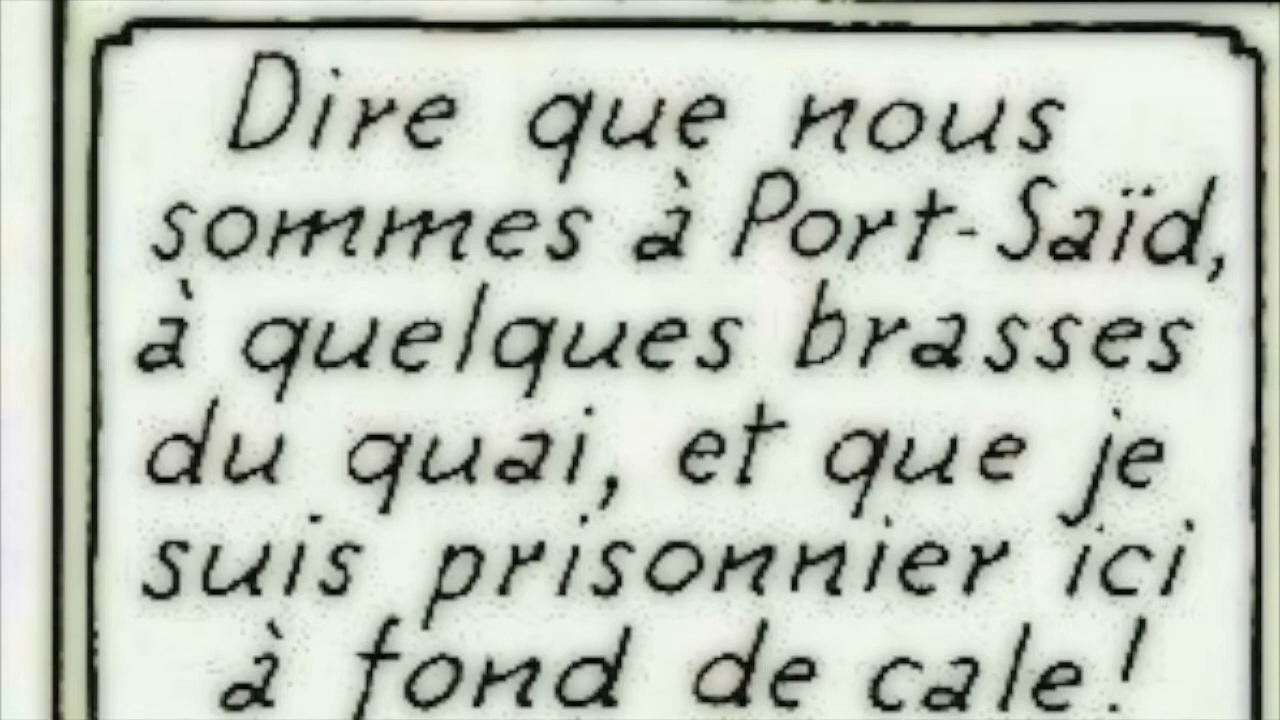 Dire que nous
sommes à Port-Saïd,
à quelques brasses
du quai, et que je
suis prisonnier ici
à fond de cale!